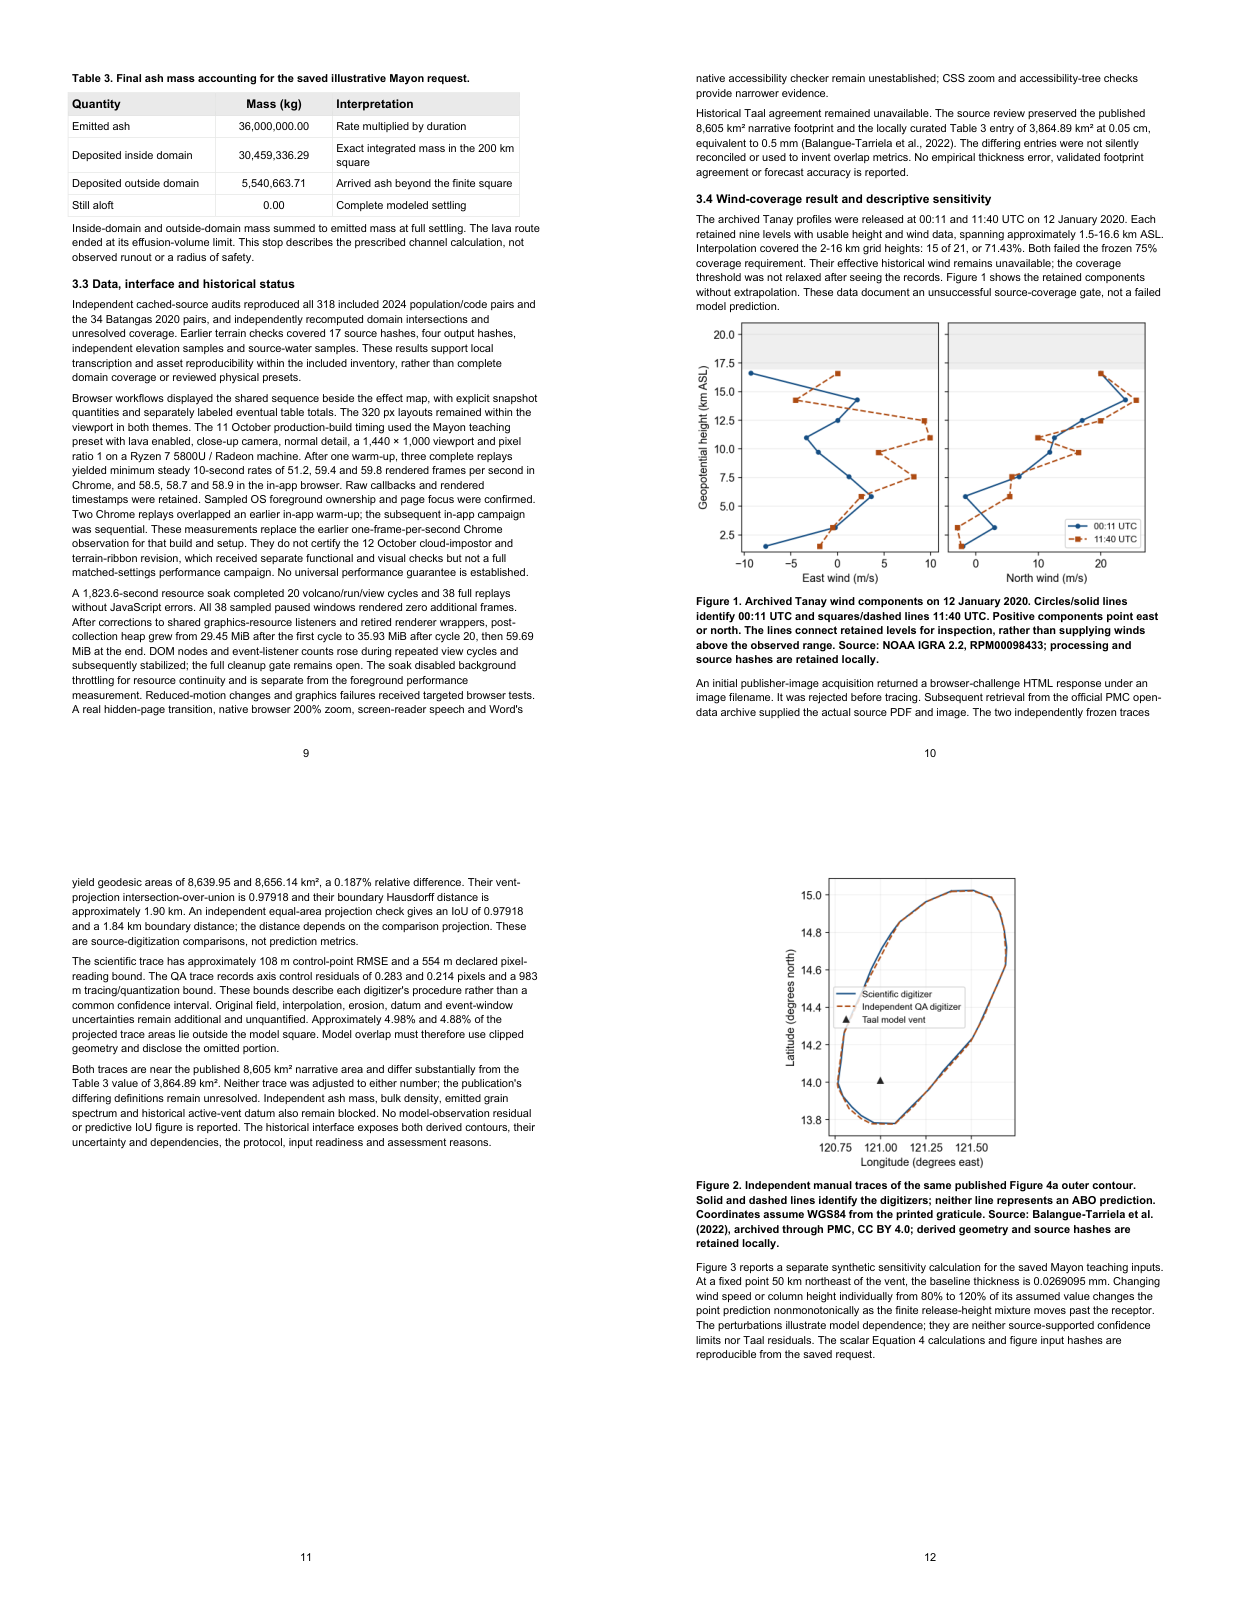 Table 3. Final ash mass accounting for the saved illustrative Mayon request.
Quantity Mass (kg) Interpretation
Emitted ash 36,000,000.00 Rate multiplied by duration
Deposited inside domain 30,459,336.29 Exact integrated mass in the 200 km
square
Deposited outside domain 5,540,663.71 Arrived ash beyond the finite square
Still aloft 0.00 Complete modeled settling
Inside-domain and outside-domain mass summed to emitted mass at full settling. The lava route
ended at its effusion-volume limit. This stop describes the prescribed channel calculation, not
observed runout or a radius of safety.
3.3 Data, interface and historical status
Independent cached-source audits reproduced all 318 included 2024 population/code pairs and
the 34 Batangas 2020 pairs, and independently recomputed domain intersections and
unresolved coverage. Earlier terrain checks covered 17 source hashes, four output hashes,
independent elevation samples and source-water samples. These results support local
transcription and asset reproducibility within the included inventory, rather than complete
domain coverage or reviewed physical presets.
Browser workflows displayed the shared sequence beside the effect map, with explicit snapshot
quantities and separately labeled eventual table totals. The 320 px layouts remained within the
viewport in both themes. The 11 October production-build timing used the Mayon teaching
preset with lava enabled, close-up camera, normal detail, a 1,440 × 1,000 viewport and pixel
ratio 1 on a Ryzen 7 5800U / Radeon machine. After one warm-up, three complete replays
yielded minimum steady 10-second rates of 51.2, 59.4 and 59.8 rendered frames per second in
Chrome, and 58.5, 58.7 and 58.9 in the in-app browser. Raw callbacks and rendered
timestamps were retained. Sampled OS foreground ownership and page focus were confirmed.
Two Chrome replays overlapped an earlier in-app warm-up; the subsequent in-app campaign
was sequential. These measurements replace the earlier one-frame-per-second Chrome
observation for that build and setup. They do not certify the 12 October cloud-impostor and
terrain-ribbon revision, which received separate functional and visual checks but not a full
matched-settings performance campaign. No universal performance guarantee is established.
A 1,823.6-second resource soak completed 20 volcano/run/view cycles and 38 full replays
without JavaScript errors. All 38 sampled paused windows rendered zero additional frames.
After corrections to shared graphics-resource listeners and retired renderer wrappers, post-
collection heap grew from 29.45 MiB after the first cycle to 35.93 MiB after cycle 20, then 59.69
MiB at the end. DOM nodes and event-listener counts rose during repeated view cycles and
subsequently stabilized; the full cleanup gate remains open. The soak disabled background
throttling for resource continuity and is separate from the foreground performance
measurement. Reduced-motion changes and graphics failures received targeted browser tests.
A real hidden-page transition, native browser 200% zoom, screen-reader speech and Word's
9
native accessibility checker remain unestablished; CSS zoom and accessibility-tree checks
provide narrower evidence.
Historical Taal agreement remained unavailable. The source review preserved the published
8,605 km² narrative footprint and the locally curated Table 3 entry of 3,864.89 km² at 0.05 cm,
equivalent to 0.5 mm (Balangue-Tarriela et al., 2022). The differing entries were not silently
reconciled or used to invent overlap metrics. No empirical thickness error, validated footprint
agreement or forecast accuracy is reported.
3.4 Wind-coverage result and descriptive sensitivity
The archived Tanay profiles were released at 00:11 and 11:40 UTC on 12 January 2020. Each
retained nine levels with usable height and wind data, spanning approximately 1.5-16.6 km ASL.
Interpolation covered the 2-16 km grid heights: 15 of 21, or 71.43%. Both failed the frozen 75%
coverage requirement. Their effective historical wind remains unavailable; the coverage
threshold was not relaxed after seeing the records. Figure 1 shows the retained components
without extrapolation. These data document an unsuccessful source-coverage gate, not a failed
model prediction.
Geopotential height (km ASL)
20.0
17.5
15.0
12.5
10.0
7.5
5.0
2.5
−10 −5 0 5 10
East wind (m/s)
00:11 UTC
11:40 UTC
0 10 20
North wind (m/s)
Figure 1. Archived Tanay wind components on 12 January 2020. Circles/solid lines
identify 00:11 UTC and squares/dashed lines 11:40 UTC. Positive components point east
or north. The lines connect retained levels for inspection, rather than supplying winds
above the observed range. Source: NOAA IGRA 2.2, RPM00098433; processing and
source hashes are retained locally.
An initial publisher-image acquisition returned a browser-challenge HTML response under an
image filename. It was rejected before tracing. Subsequent retrieval from the official PMC open-
data archive supplied the actual source PDF and image. The two independently frozen traces
10
yield geodesic areas of 8,639.95 and 8,656.14 km², a 0.187% relative difference. Their vent-
projection intersection-over-union is 0.97918 and their boundary Hausdorff distance is
approximately 1.90 km. An independent equal-area projection check gives an IoU of 0.97918
and a 1.84 km boundary distance; the distance depends on the comparison projection. These
are source-digitization comparisons, not prediction metrics.
The scientific trace has approximately 108 m control-point RMSE and a 554 m declared pixel-
reading bound. The QA trace records axis control residuals of 0.283 and 0.214 pixels and a 983
m tracing/quantization bound. These bounds describe each digitizer's procedure rather than a
common confidence interval. Original field, interpolation, erosion, datum and event-window
uncertainties remain additional and unquantified. Approximately 4.98% and 4.88% of the
projected trace areas lie outside the model square. Model overlap must therefore use clipped
geometry and disclose the omitted portion.
Both traces are near the published 8,605 km² narrative area and differ substantially from the
Table 3 value of 3,864.89 km². Neither trace was adjusted to either number; the publication's
differing definitions remain unresolved. Independent ash mass, bulk density, emitted grain
spectrum and historical active-vent datum also remain blocked. No model-observation residual
or predictive IoU figure is reported. The historical interface exposes both derived contours, their
uncertainty and dependencies, the protocol, input readiness and assessment reasons.
11
Latitude (degrees north)
15.0
14.8
14.6
14.4
14.2
14.0
13.8
Scientific digitizer
Independent QA digitizer
Taal model vent
120.75 121.00 121.25 121.50
Longitude (degrees east)
Figure 2. Independent manual traces of the same published Figure 4a outer contour.
Solid and dashed lines identify the digitizers; neither line represents an ABO prediction.
Coordinates assume WGS84 from the printed graticule. Source: Balangue-Tarriela et al.
(2022), archived through PMC, CC BY 4.0; derived geometry and source hashes are
retained locally.
Figure 3 reports a separate synthetic sensitivity calculation for the saved Mayon teaching inputs.
At a fixed point 50 km northeast of the vent, the baseline thickness is 0.0269095 mm. Changing
wind speed or column height individually from 80% to 120% of its assumed value changes the
point prediction nonmonotonically as the finite release-height mixture moves past the receptor.
The perturbations illustrate model dependence; they are neither source-supported confidence
limits nor Taal residuals. The scalar Equation 4 calculations and figure input hashes are
reproducible from the saved request.
12